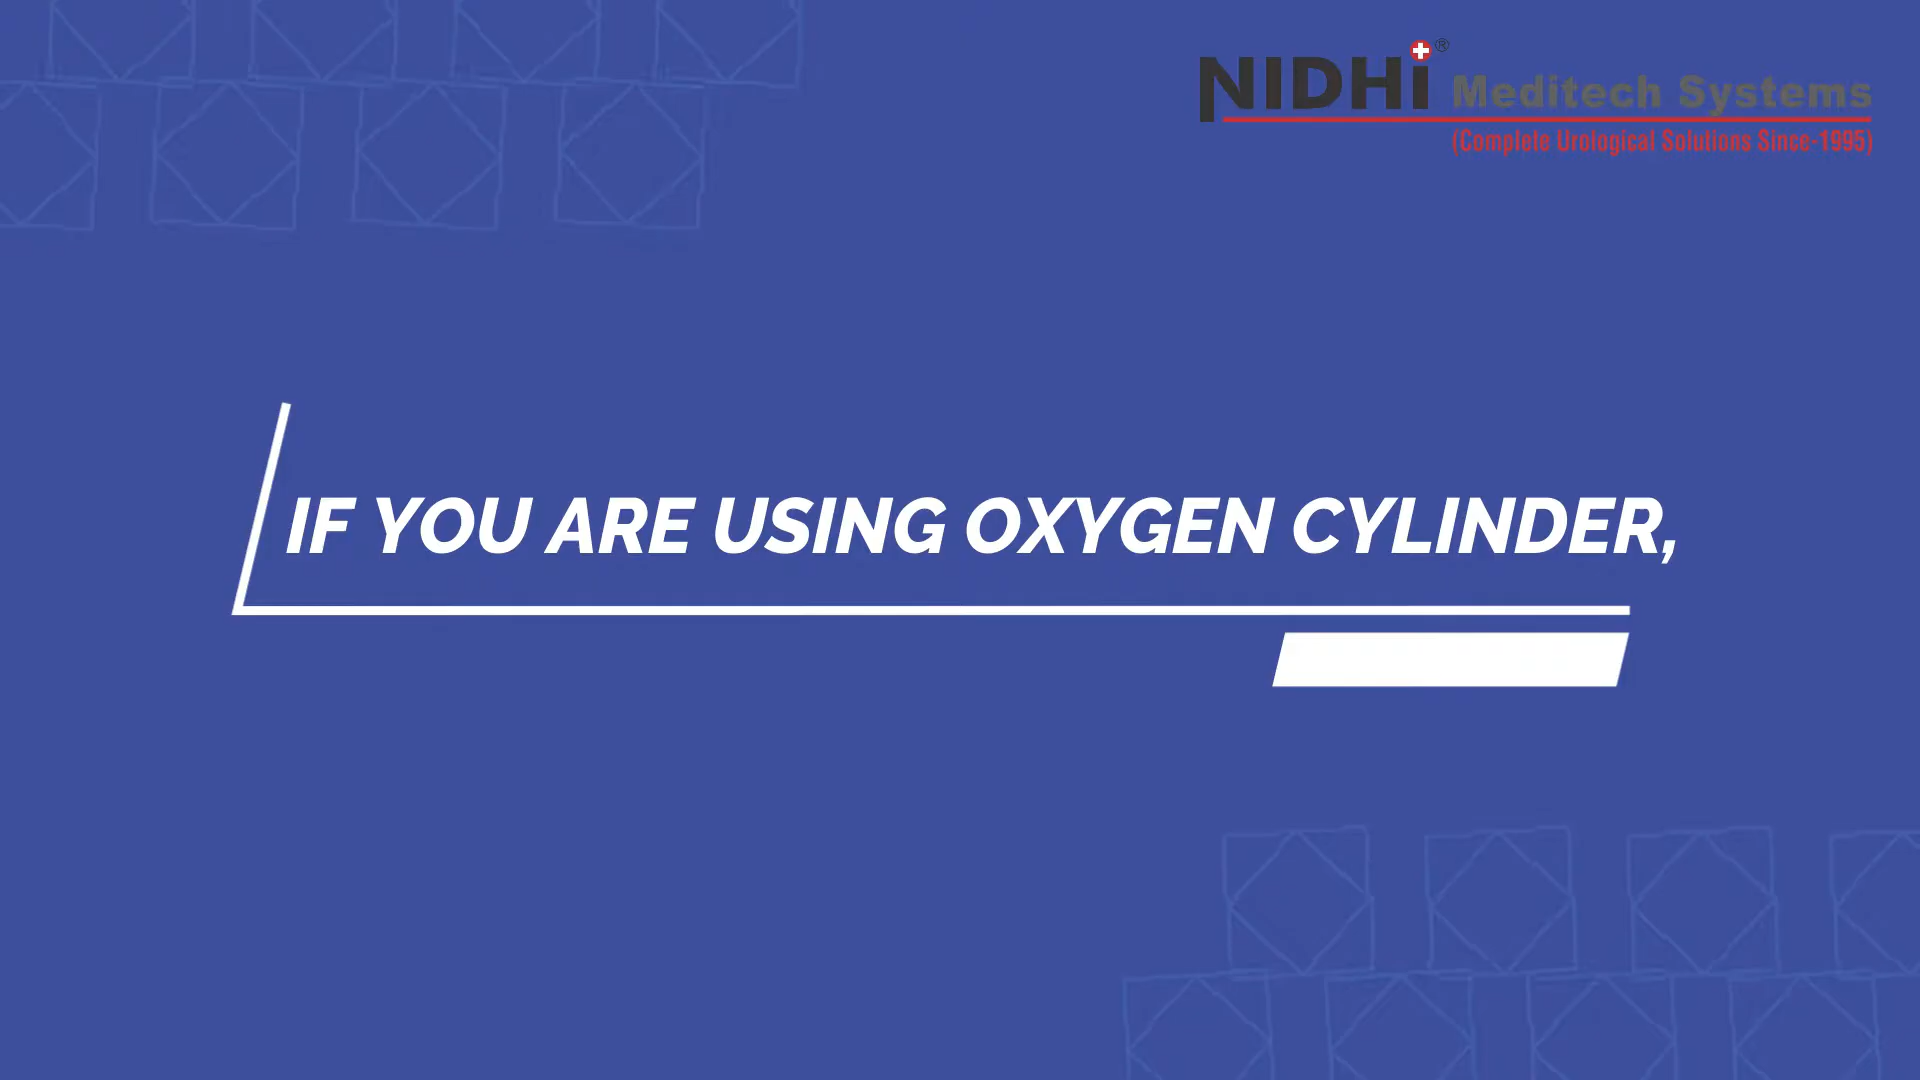 NIDHi ®
Meditech Systems
(Complete Urological Solutions Since-1995)
IF YOU ARE USING OXYGEN CYLINDER,